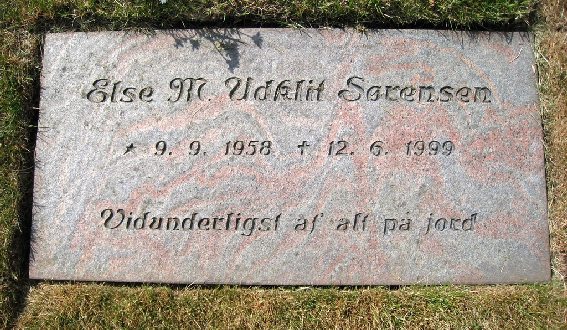 Else M. Udklit Sørensen
★ 9. 9. 1958 ✝ 12. 6. 1999
Vidunderligst af alt på jord